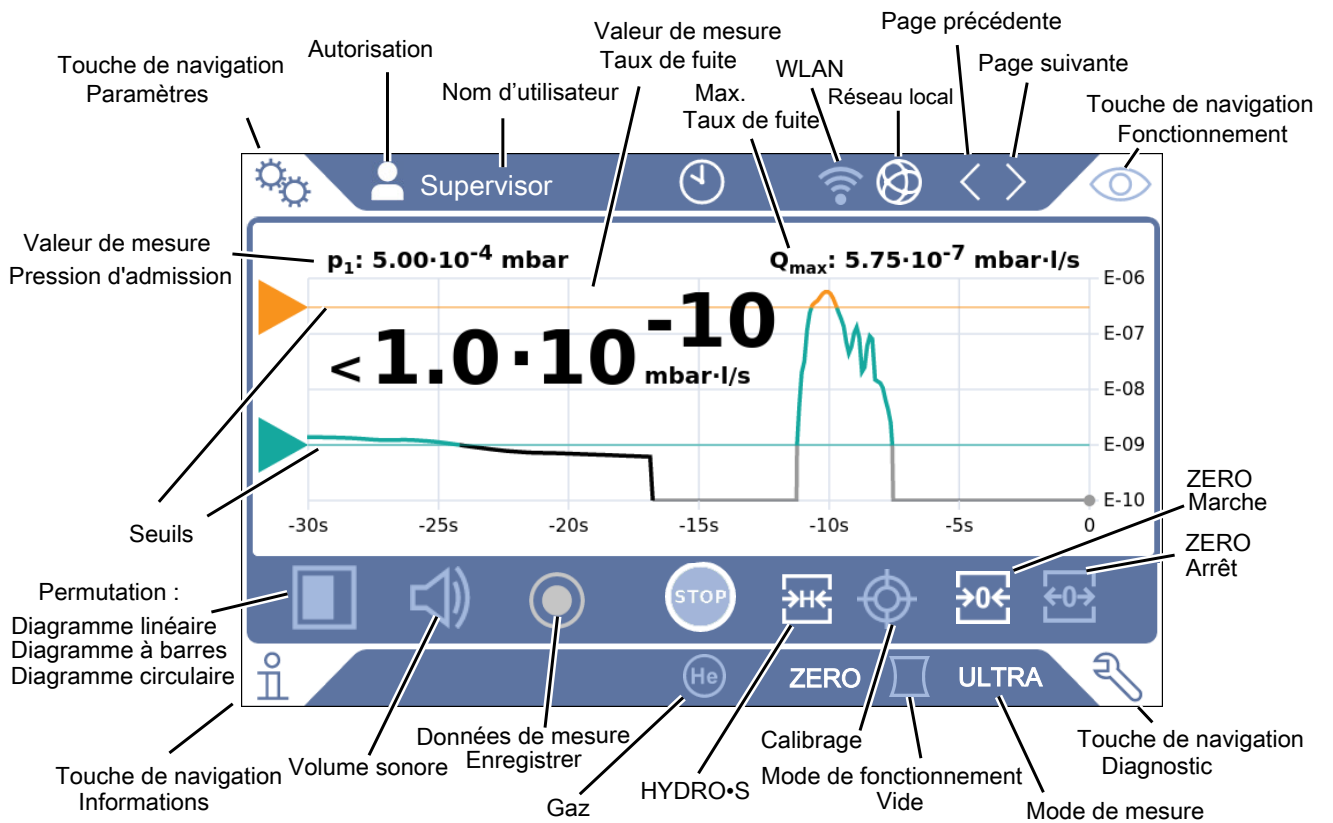 Page précédente
Valeur de mesure
Taux de fuite
Autorisation
Touche de navigation
Paramètres
WLAN
Page suivante
Nom d'utilisateur
Max.
Taux de fuite
Réseau local
Touche de navigation
Fonctionnement
Supervisor
Valeur de mesure
Pression d'admission
p1: 5.00·10-4 mbar
Qmax: 5.75·10-7 mbar·l/s
<1.0·10-10
mbar·l/s
E-06
E-07
E-08
E-09
E-10
-30s
-25s
-20s
-15s
-10s
-5s
0
Seuils
ZERO
Marche
ZERO
Arrêt
Permutation :
Diagramme linéaire
Diagramme à barres
Diagramme circulaire
STOP
H
0
0
He
ZERO
ULTRA
Touche de navigation
Informations
Volume sonore
Données de mesure
Enregistrer
Gaz
HYDRO•S
Calibrage
Mode de fonctionnement
Vide
Mode de mesure
Touche de navigation
Diagnostic